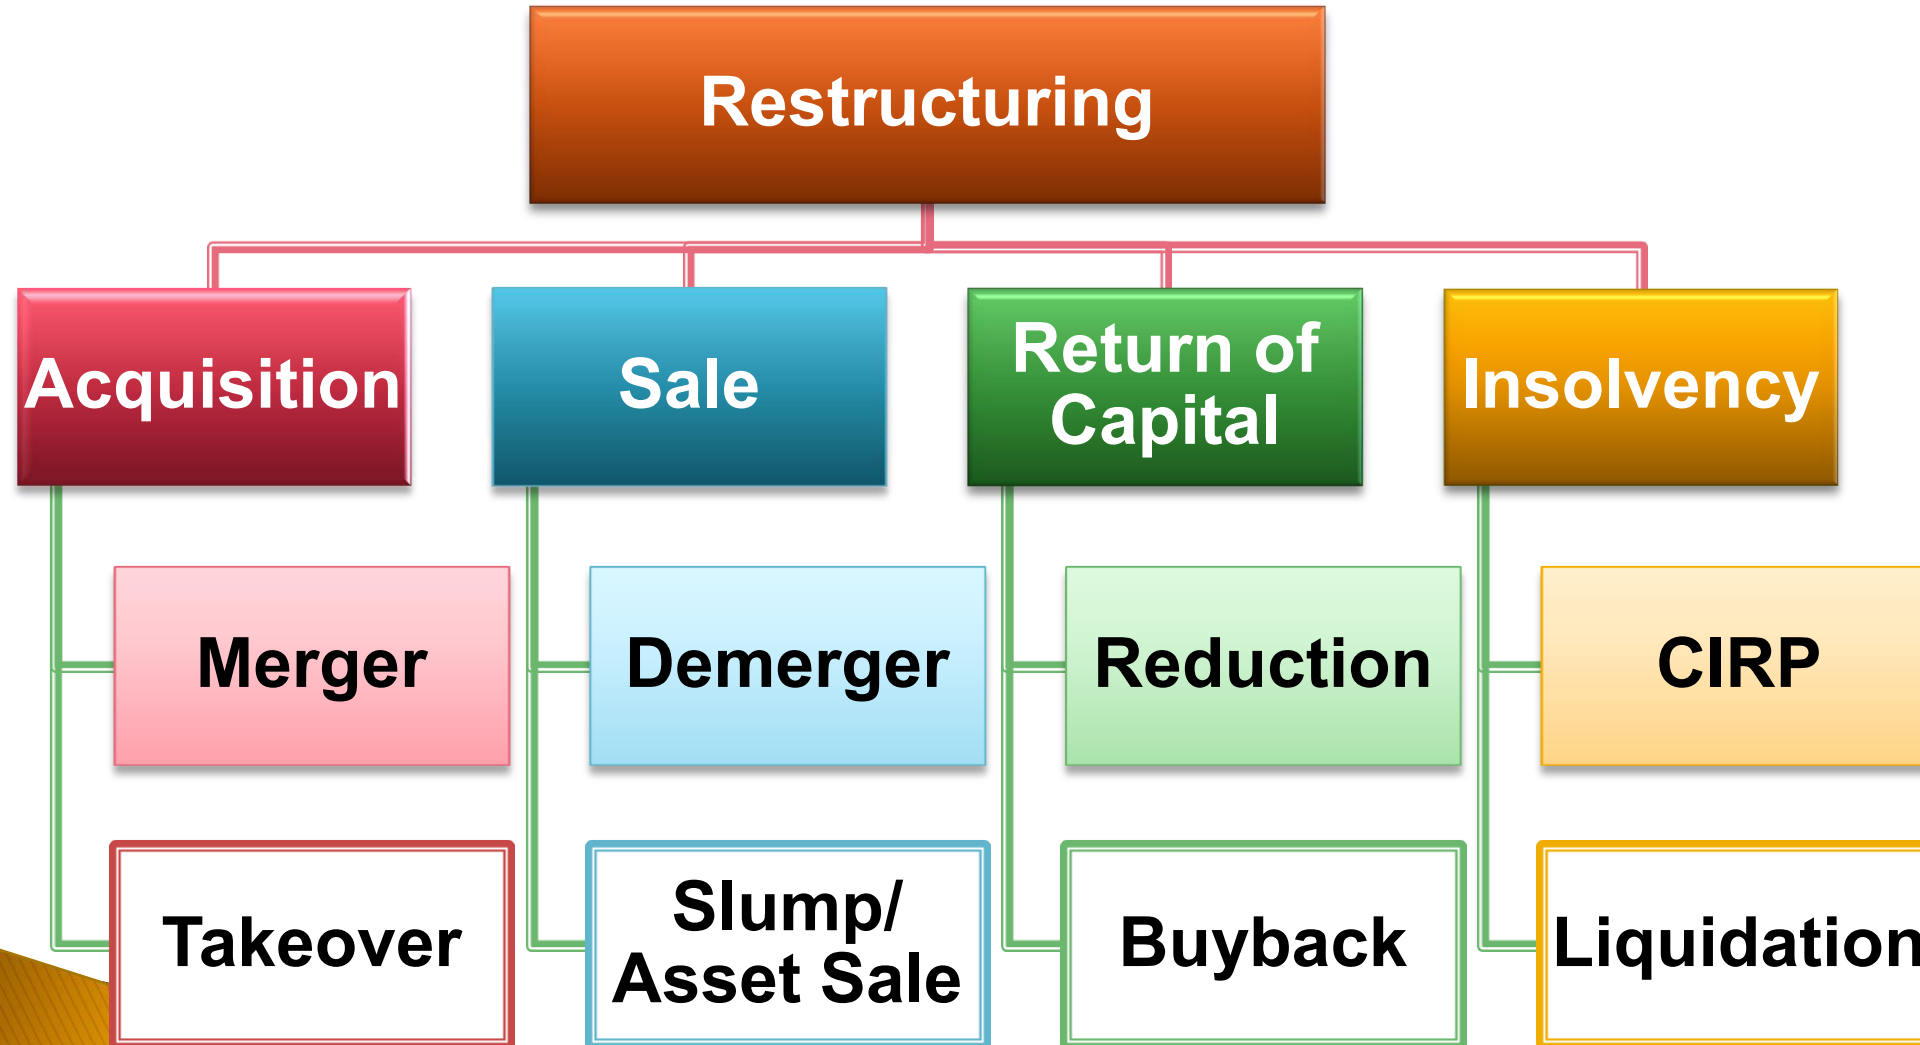 Restructuring
Acquisition
Sale
Return of
Capital
Insolvency
Merger
Demerger
Reduction
CIRP
Takeover
Slump/
Asset Sale
Buyback
Liquidation